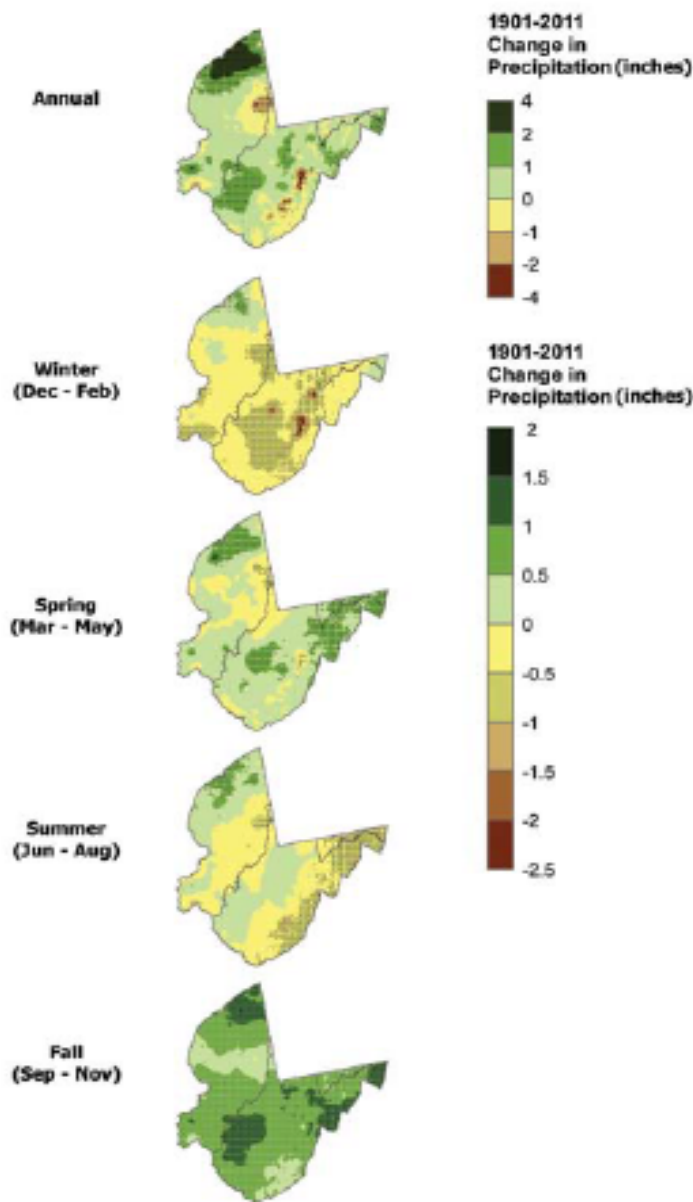 Annual
Winter
(Dec - Feb)
Spring
(Mar - May)
Summer
(Jun - Aug)
Fall
(Sep - Nov)
1901-2011
Change in
Precipitation (inches)
4
2
1
0
-1
-2
-4
1901-2011
Change in
Precipitation (inches)
2
1.5
1
0.5
0
-0.5
-1
-1.5
-2
-2.5